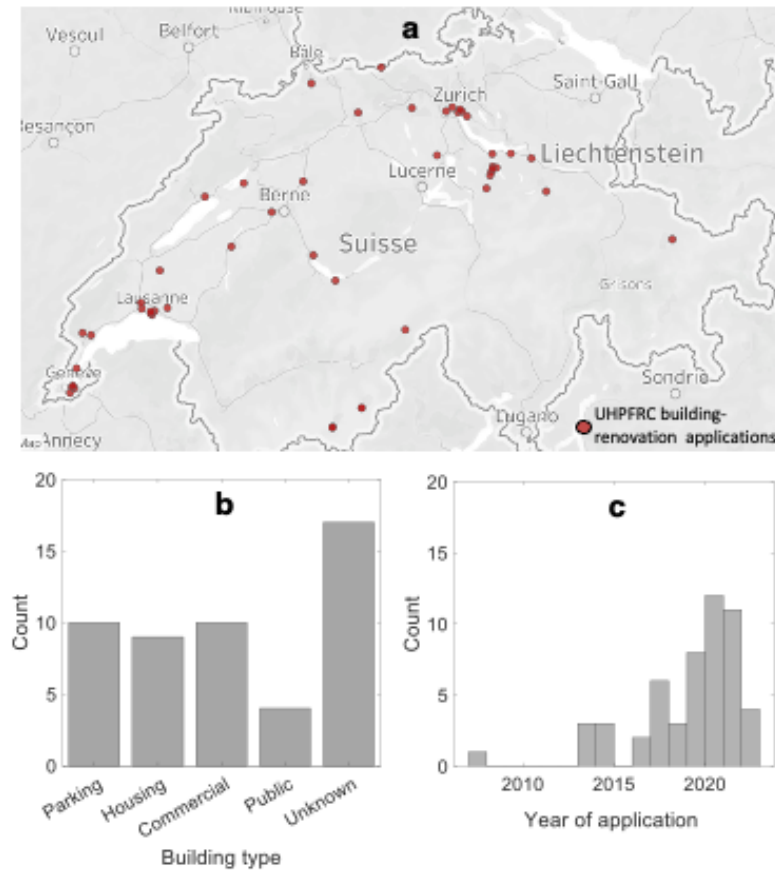 a
Vesoul
Belfort
Bâle
Saint-Gall
Zurich
Besançon
Liechtenstein
Lucerne
Berne
Suisse
Grisons
Lausanne
Genève
Sondrio
Lugano
UHPFRC building-
renovation applications
Annecy
b
20
15
10
5
0
Count
Parking
Housing
Commercial
Public
Unknown
Building type
c
20
15
10
5
0
Count
2010
2015
2020
Year of application